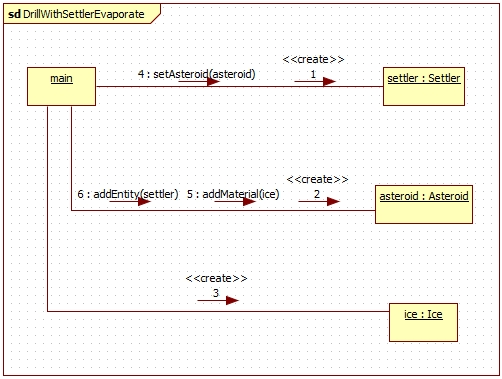 sd DrillWithSettlerEvaporate
<<create>>
main
4 : setAsteroid(asteroid)
1
settler : Settler
<<create>>
6 : addEntity(settler)
5 : addMaterial(ice)
2
asteroid : Asteroid
<<create>>
3
ice : Ice